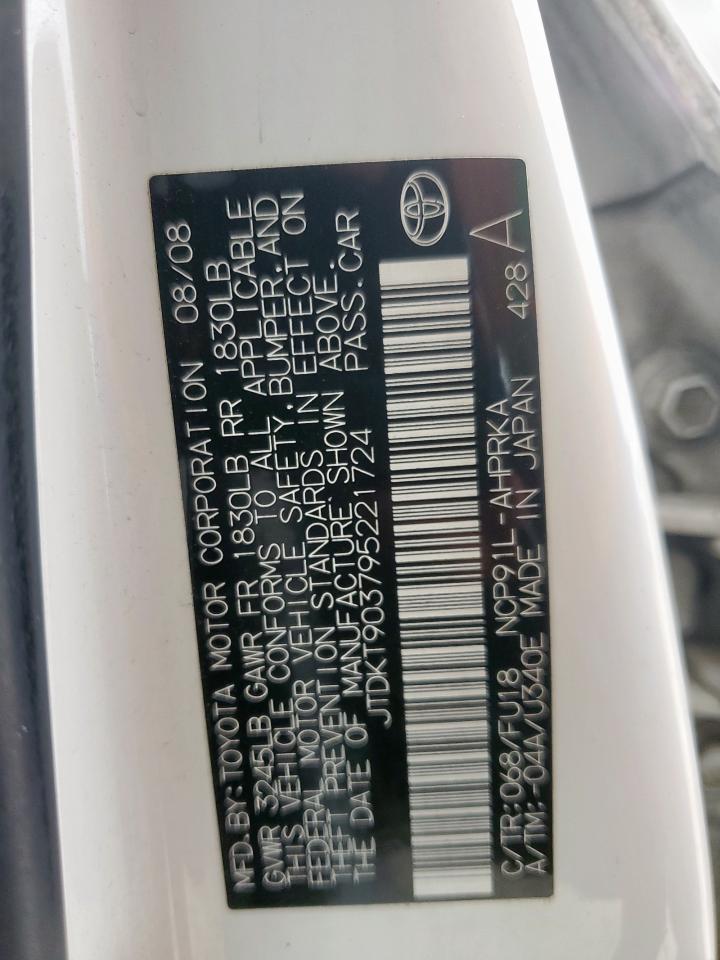 MFD. BY: TOYOTA MOTOR CORPORATION 08/08
GVWR 3245LB GAWR FR 1830LB RR 1830LB
THIS VEHICLE CONFORMS TO ALL APPLICABLE
FEDERAL MOTOR VEHICLE SAFETY, BUMPER, AND
THEFT PREVENTION STANDARDS IN EFFECT ON
THE DATE OF MANUFACTURE SHOWN ABOVE.
JTDKT903795221724 PASS. CAR
C/TR: 068/FU18 NCP91L-AHPRKA 428 A
A/TM: -04A/U340E MADE IN JAPAN